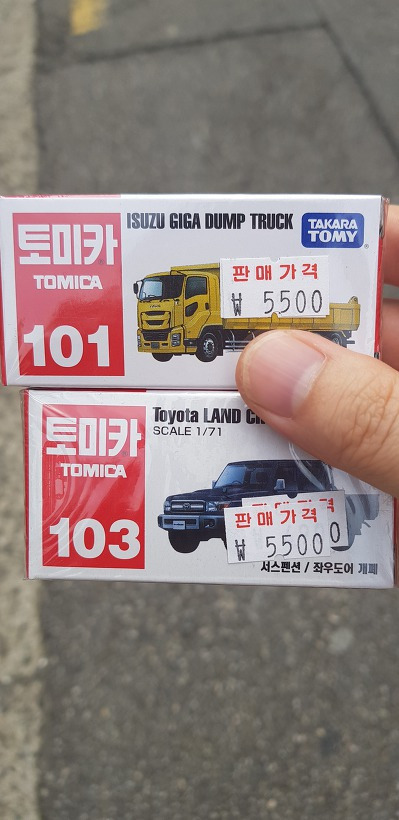 토미카
TOMICA
101
ISUZU GIGA DUMP TRUCK
TAKARA
TOMY
판매가격
₩ 5500
토미카
TOMICA
103
Toyota LAND
SCALE 1/71
판매가격
₩ 5500
서스펜션 / 좌우도어 개폐